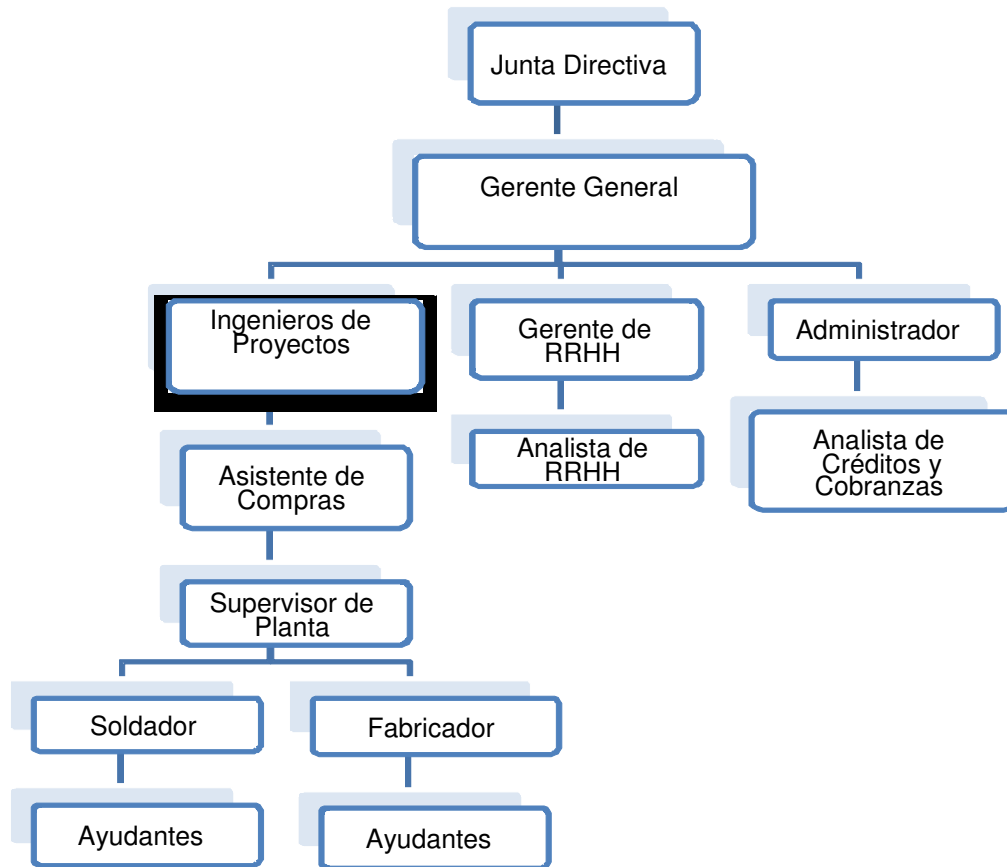 Junta Directiva
Gerente General
Ingenieros de
Proyectos
Gerente de
RRHH
Administrador
Asistente de
Compras
Analista de
RRHH
Analista de
Créditos y
Cobranzas
Supervisor de
Planta
Soldador
Fabricador
Ayudantes
Ayudantes